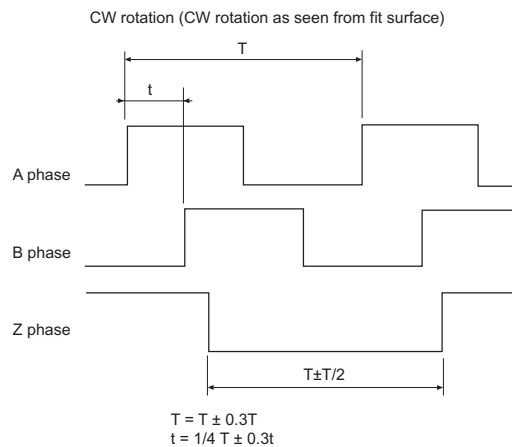 CW rotation (CW rotation as seen from fit surface)
T
t
A phase
B phase
Z phase
T±T/2
T = T ± 0.3T
t = 1/4 T ± 0.3t